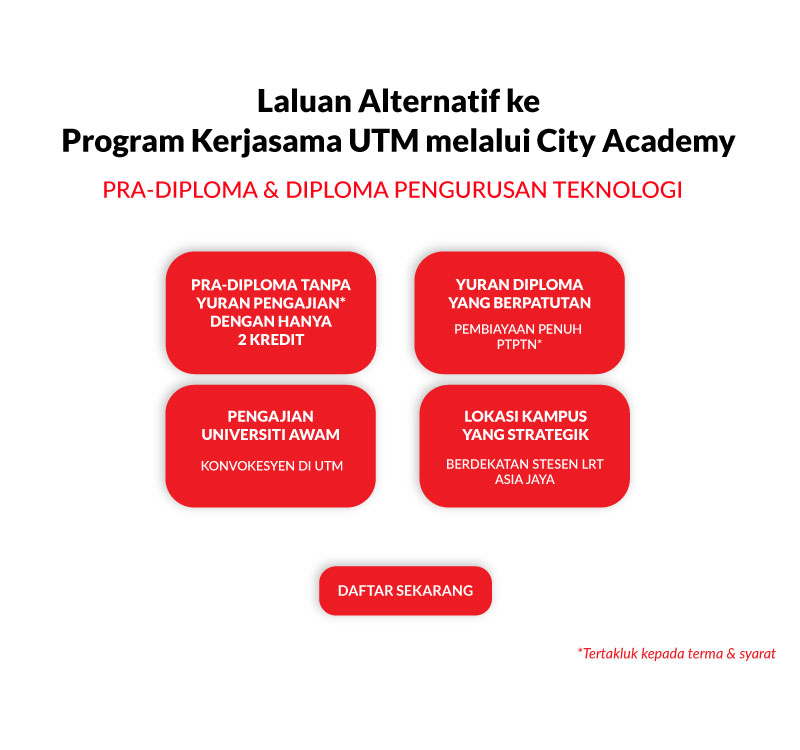 Laluan Alternatif ke
Program Kerjasama UTM melalui City Academy
PRA-DIPLOMA & DIPLOMA PENGURUSAN TEKNOLOGI
PRA-DIPLOMA TANPA
YURAN PENGAJIAN*
DENGAN HANYA
2 KREDIT
YURAN DIPLOMA
YANG BERPATUTAN
PEMBIAYAAN PENUH
PTPTN*
PENGAJIAN
UNIVERSITI AWAM
KONVOKESYEN DI UTM
LOKASI KAMPUS
YANG STRATEGIK
BERDEKATAN STESEN LRT
ASIA JAYA
DAFTAR SEKARANG
*Tertakluk kepada terma & syarat